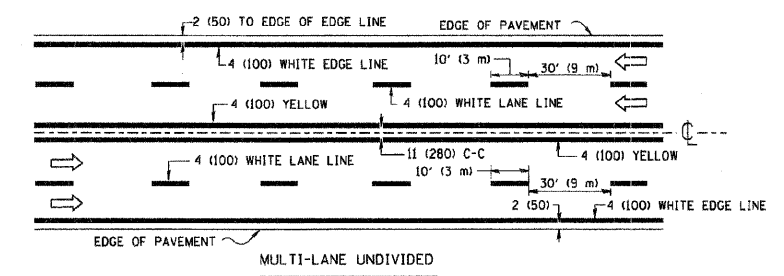 2 (50) TO EDGE OF EDGE LINE
EDGE OF PAVEMENT
4 (100) WHITE EDGE LINE
10' (3 m)
30' (9 m)
4 (100) YELLOW
4 (100) WHITE LANE LINE
CL
4 (100) WHITE LANE LINE
11 (280) C-C
4 (100) YELLOW
10' (3 m)
30' (9 m)
2 (50)
4 (100) WHITE EDGE LINE
EDGE OF PAVEMENT
MULTI-LANE UNDIVIDED